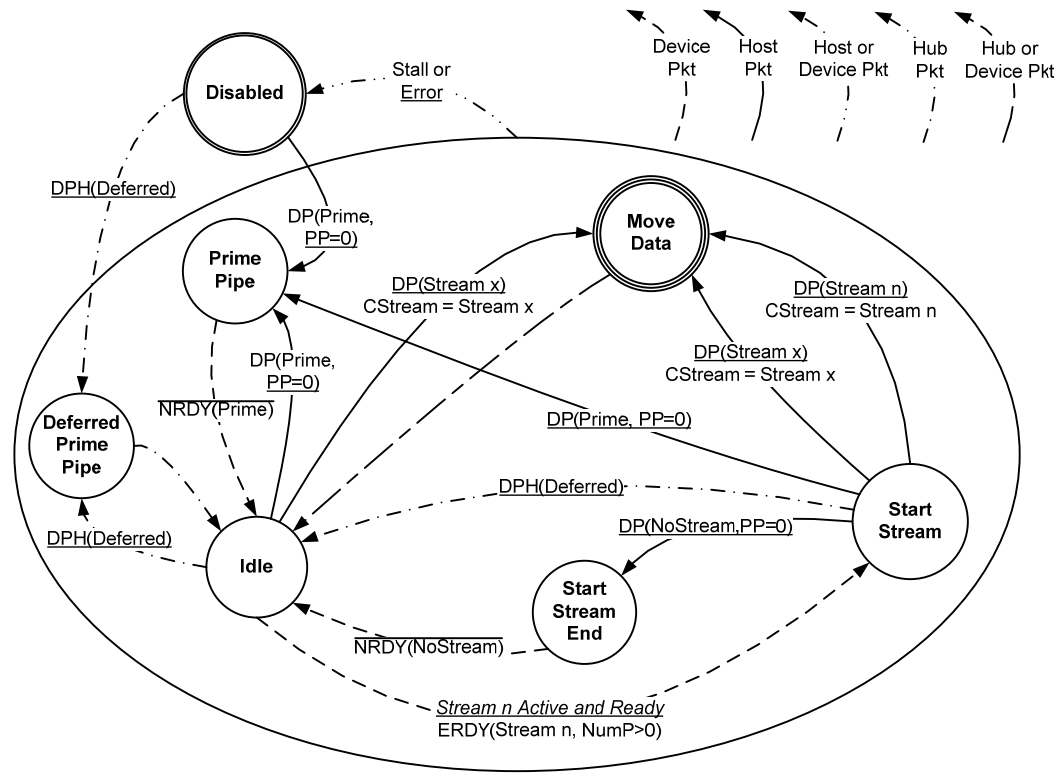 Disabled
Stall or
Error
Device
Pkt
Host
Pkt
Host or
Device Pkt
Hub
Pkt
Hub or
Device Pkt
DPH(Deferred)
DP(Prime,
PP=0)
Move
Data
Prime
Pipe
DP(Stream x)
CStream = Stream x
DP(Stream n)
CStream = Stream n
DP(Prime,
PP=0)
DP(Stream x)
CStream = Stream x
NRDY(Prime)
DP(Prime, PP=0)
Deferred
Prime
Pipe
DPH(Deferred)
Start
Stream
DP(NoStream,PP=0)
DPH(Deferred)
Idle
Start
Stream
End
NRDY(NoStream)
Stream n Active and Ready
ERDY(Stream n, NumP>0)